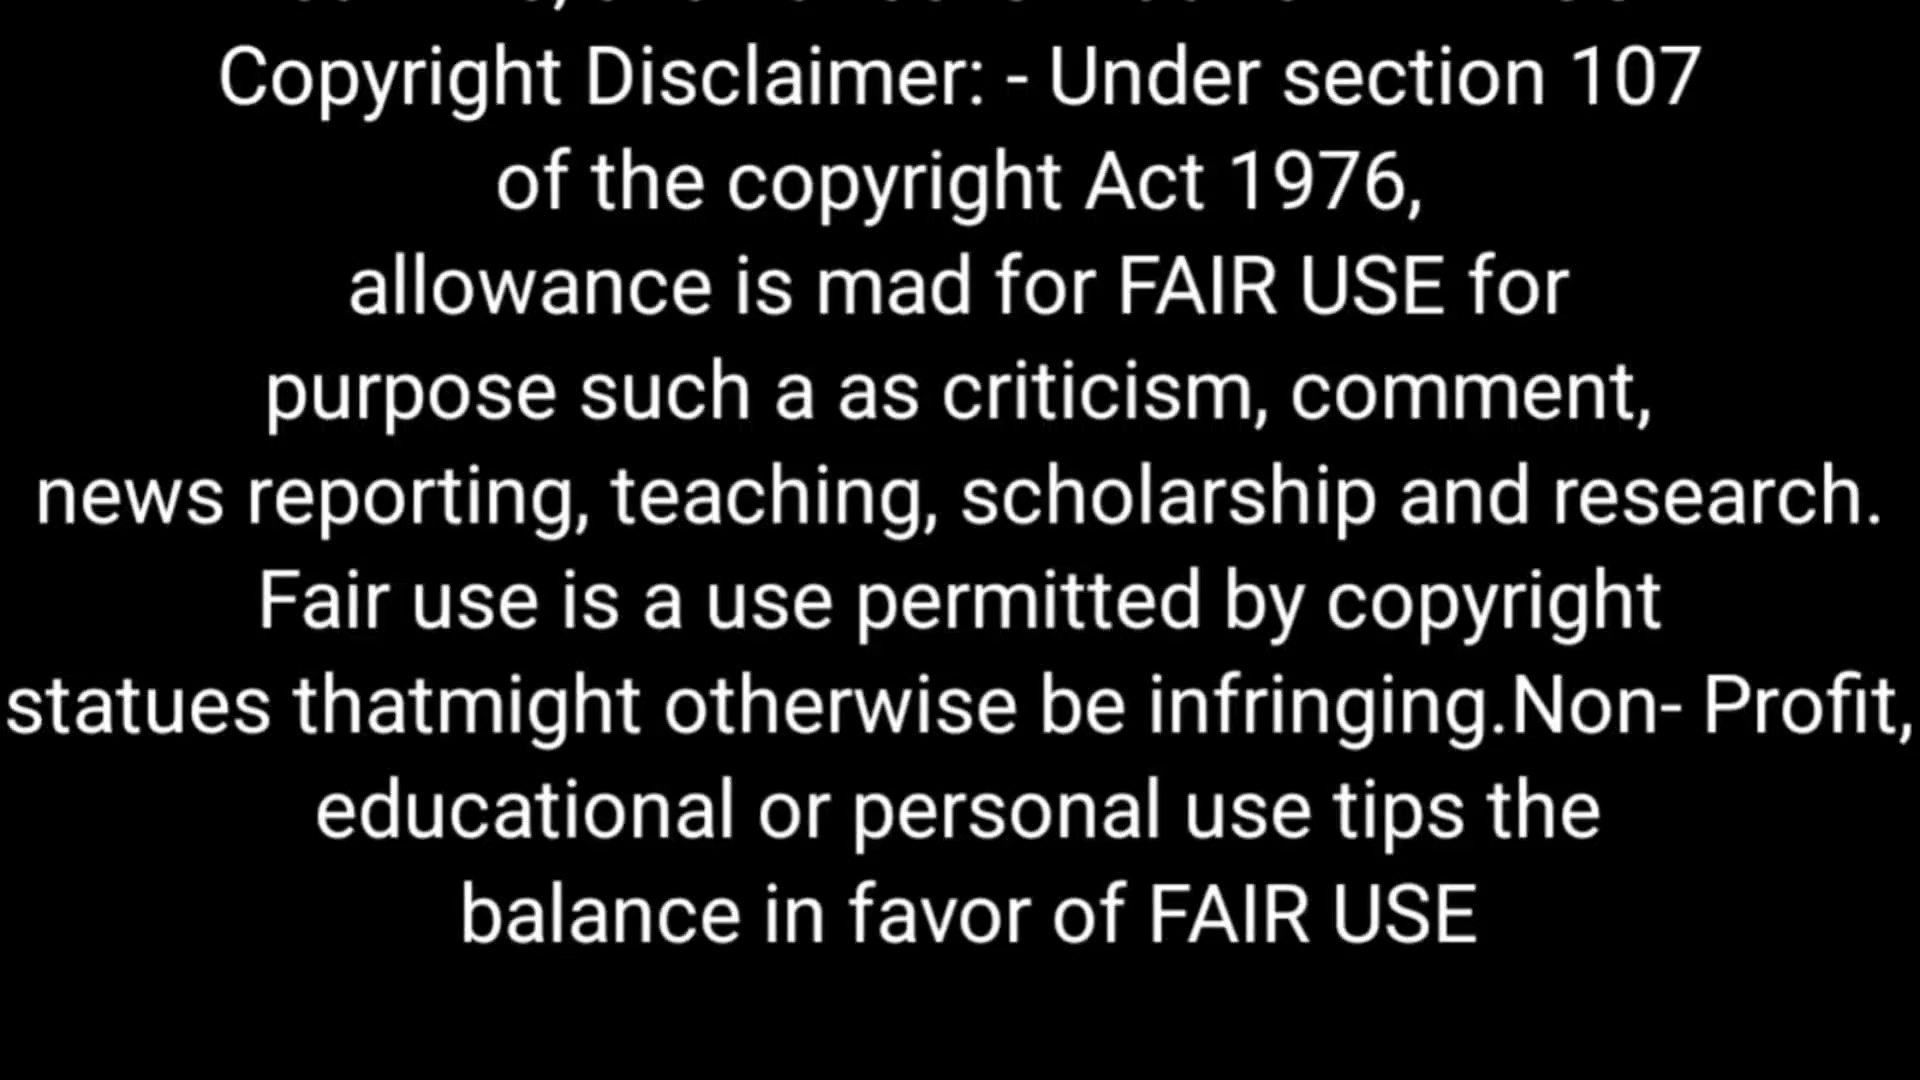 Copyright Disclaimer: - Under section 107
of the copyright Act 1976,
allowance is mad for FAIR USE for
purpose such a as criticism, comment,
news reporting, teaching, scholarship and research.
Fair use is a use permitted by copyright
statues thatmight otherwise be infringing.Non- Profit,
educational or personal use tips the
balance in favor of FAIR USE